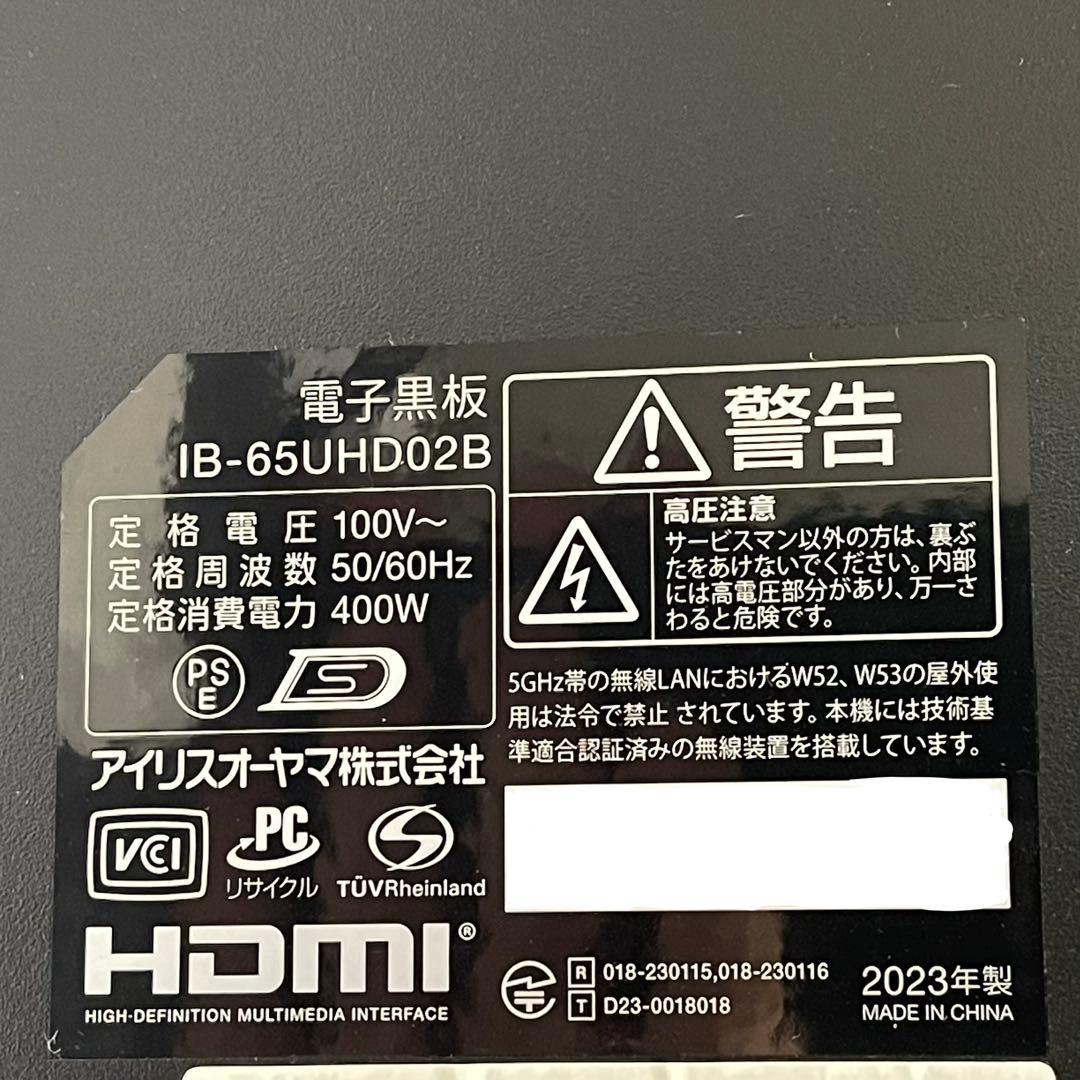 電子黒板
IB-65UHD02B
定格電圧 100V～
定格周波数 50/60Hz
定格消費電力 400W
PS
E
アイリスオーヤマ株式会社
VCCI
PC
リサイクル
TÜVRheinland
HDMI®
HIGH-DEFINITION MULTIMEDIA INTERFACE
警告
高圧注意
サービスマン以外の方は、裏ぶ
たをあけないでください。内部
には高電圧部分があり、万一さ
わると危険です。
5GHz帯の無線LANにおけるW52、W53の屋外使
用は法令で禁止 されています。本機には技術基
準適合認証済みの無線装置を搭載しています。
R 018-230115,018-230116
T D23-0018018
2023年製
MADE IN CHINA